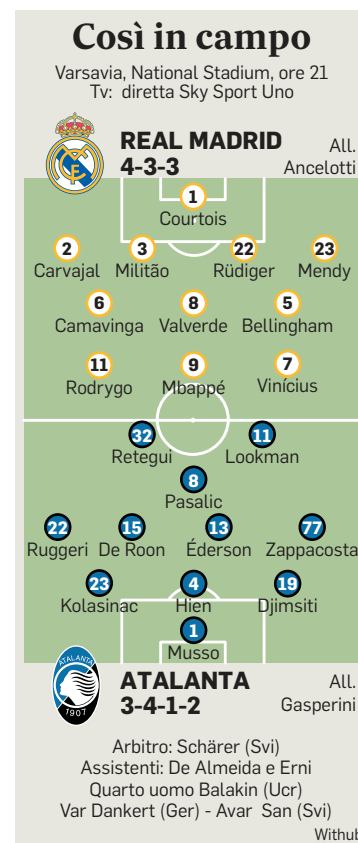 Così in campo
Varsavia, National Stadium, ore 21
Tv: diretta Sky Sport Uno
REAL MADRID
4-3-3
All.
Ancelotti
1
Courtois
2 3 22 23
Carvajal Militão Rüdiger Mendy
6 8 5
Camavinga Valverde Bellingham
11 9 7
Rodrygo Mbappé Vinícius
32 11
Retegui Lookman
8
Pasalic
22 15 13 77
Ruggeri De Roon Éderson Zappacosta
23 4 19
Kolasinac Hien Djimsiti
1
Musso
ATALANTA
1907
ATALANTA
3-4-1-2
All.
Gasperini
Arbitro: Schärer (Svi)
Assistenti: De Almeida e Erni
Quarto uomo Balakin (Ucr)
Var Dankert (Ger) - Avar San (Svi)
Withub